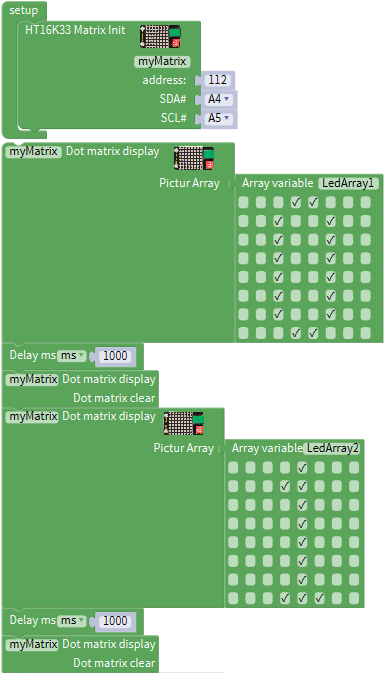 setup
HT16K33 Matrix Init
myMatrix
address: 112
SDA# A4
SCL# A5
myMatrix Dot matrix display
Pictur Array Array variable LedArray1
Delay ms ms 1000
myMatrix Dot matrix display
Dot matrix clear
myMatrix Dot matrix display
Pictur Array Array variable LedArray2
Delay ms ms 1000
myMatrix Dot matrix display
Dot matrix clear